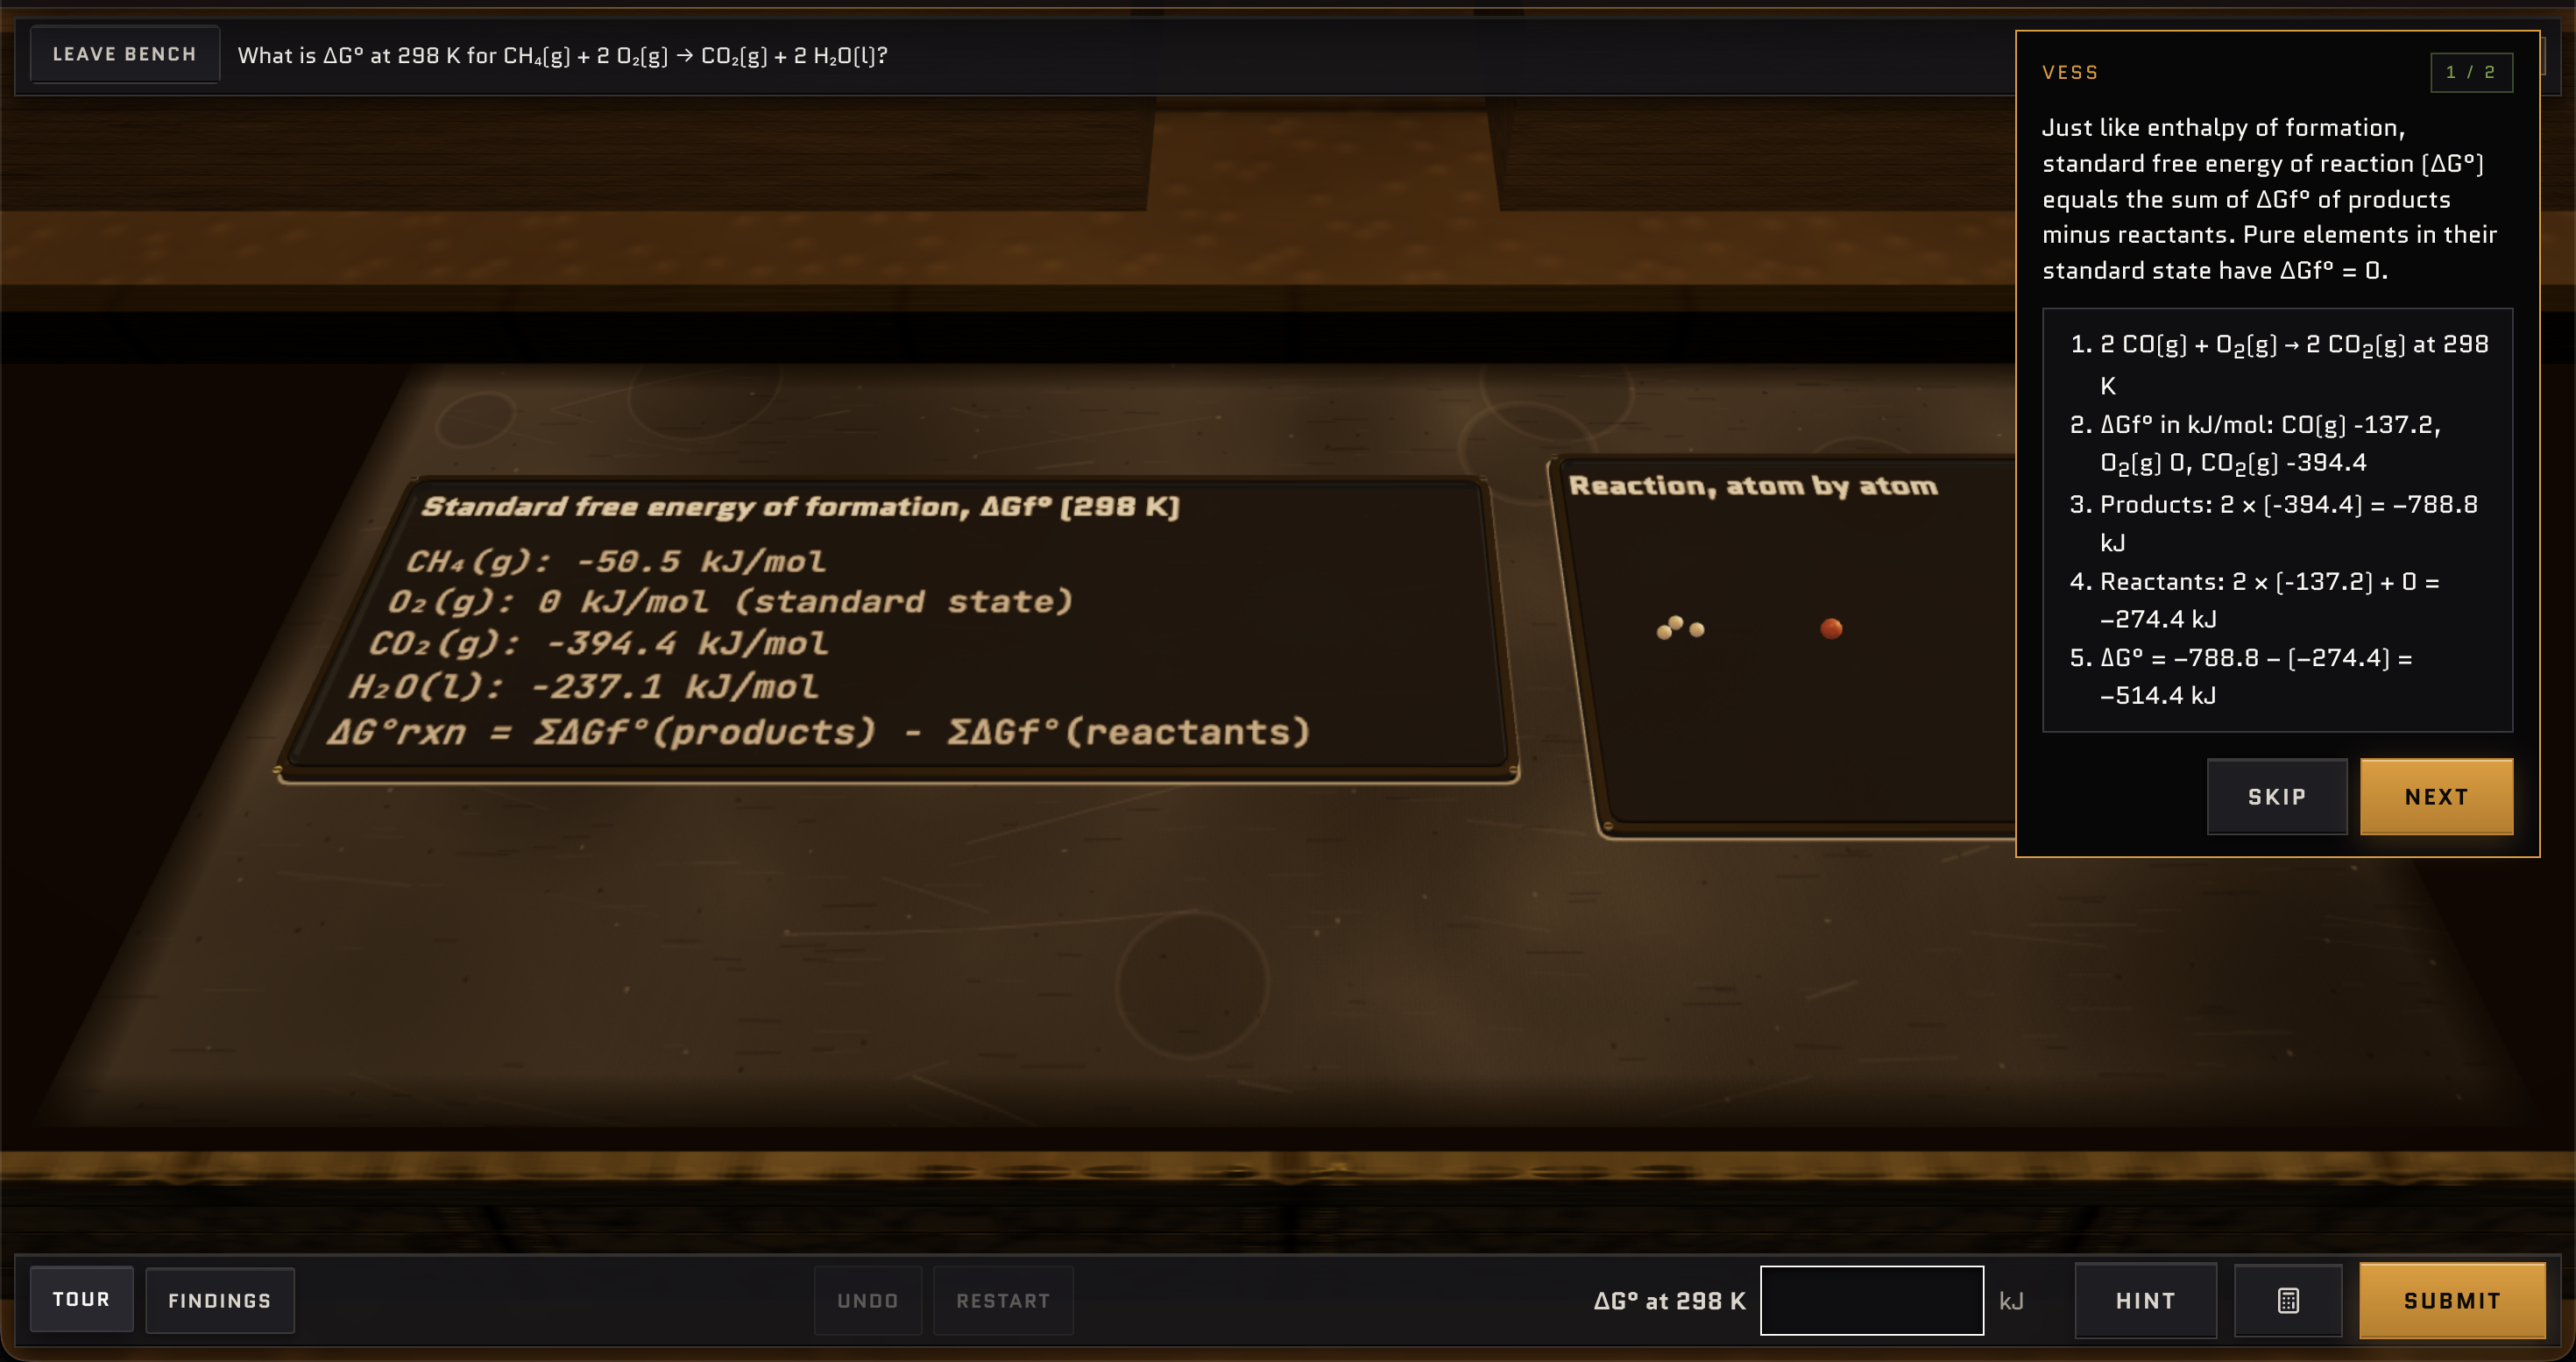 LEAVE BENCH
What is ΔG° at 298 K for CH₄(g) + 2 O₂(g) → CO₂(g) + 2 H₂O(l)?
VESS
1 / 2
Just like enthalpy of formation,
standard free energy of reaction (ΔG°)
equals the sum of ΔGf° of products
minus reactants. Pure elements in their
standard state have ΔGf° = 0.
1. 2 CO(g) + O₂(g) → 2 CO₂(g) at 298
K
2. ΔGf° in kJ/mol: CO(g) -137.2,
O₂(g) 0, CO₂(g) -394.4
3. Products: 2 × (-394.4) = −788.8
kJ
4. Reactants: 2 × (-137.2) + 0 =
−274.4 kJ
5. ΔG° = −788.8 − (−274.4) =
−514.4 kJ
SKIP
NEXT
Standard free energy of formation, ΔGf° (298 K)
CH₄(g): -50.5 kJ/mol
O₂(g): 0 kJ/mol (standard state)
CO₂(g): -394.4 kJ/mol
H₂O(l): -237.1 kJ/mol
ΔG°rxn = ΣΔGf°(products) - ΣΔGf°(reactants)
Reaction, atom by atom
TOUR
FINDINGS
UNDO
RESTART
ΔG° at 298 K
kJ
HINT
SUBMIT